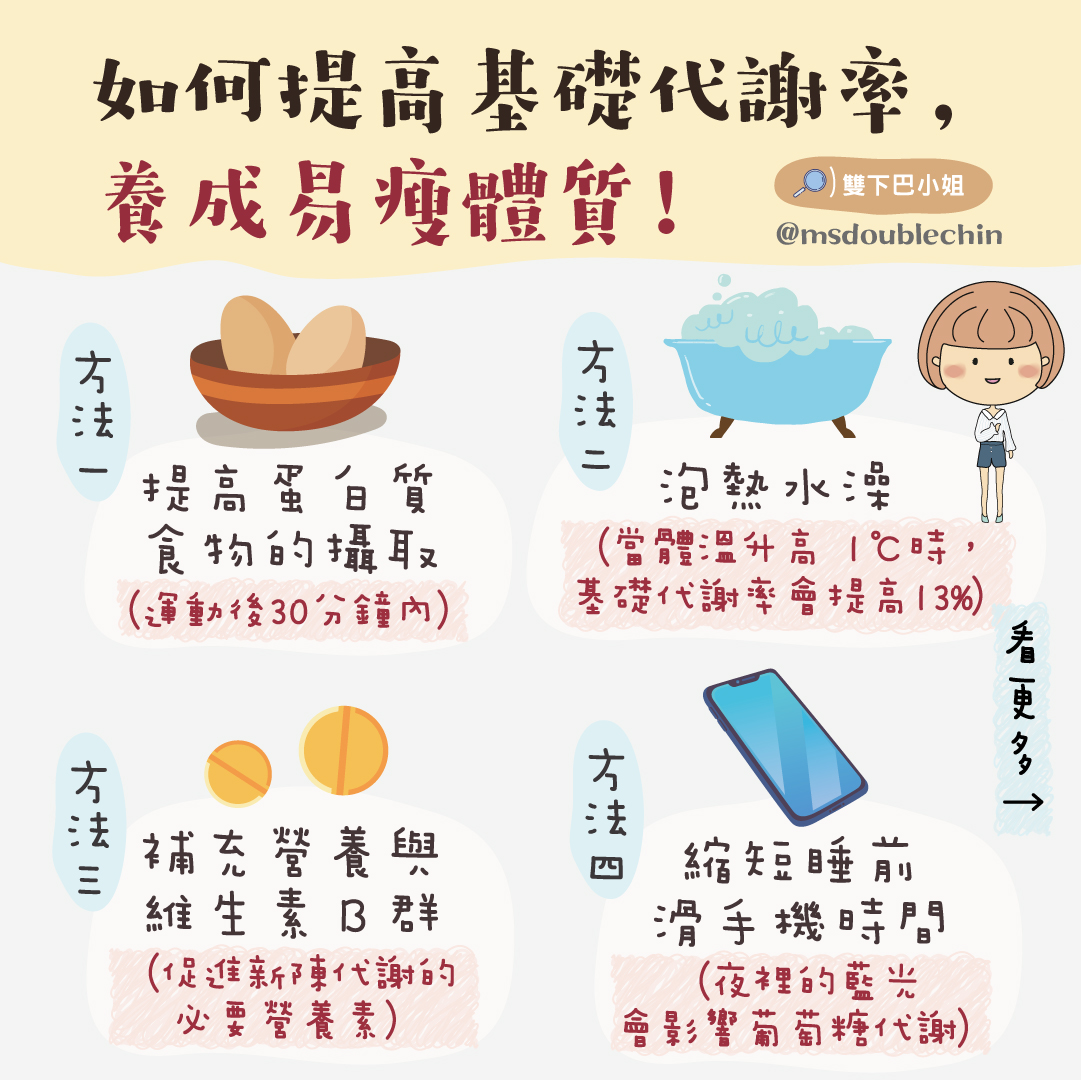 如何提高基礎代謝率，
養成易瘦體質！
雙下巴小姐
@msdoublechin
方法一
提高蛋白質
食物的攝取
(運動後30分鐘內)
方法二
泡熱水澡
(當體溫升高 1℃時，
基礎代謝率會提高13%)
看更多→
方法三
補充營養與
維生素B群
(促進新陳代謝的
必要營養素)
方法四
縮短睡前
滑手機時間
(夜裡的藍光
會影響葡萄糖代謝)